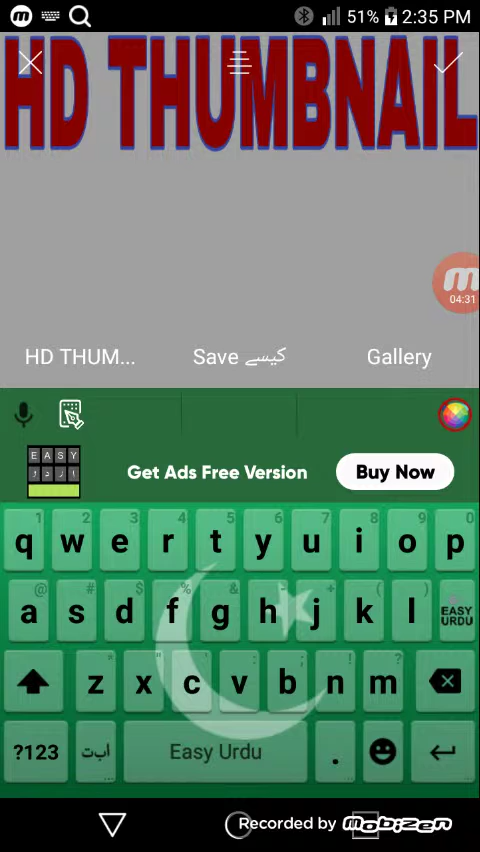 51% 2:35 PM
HD THUMBNAIL
04:31
HD THUM... Save کیسے Gallery
EASY
اردو
Get Ads Free Version Buy Now
1 2 3 4 5 6 7 8 9 0
q w e r t y u i o p
@ # $ % & - + ( )
a s d f g h j k l EASY URDU
* " ' : ; ! ?
z x c v b n m
?123 ا ب ت Easy Urdu .
Recorded by mobizen